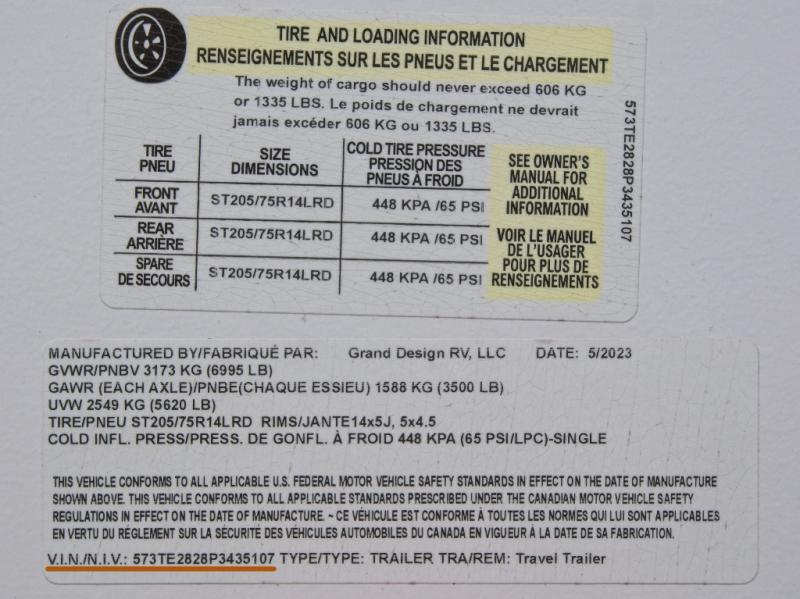 TIRE AND LOADING INFORMATION
RENSEIGNEMENTS SUR LES PNEUS ET LE CHARGEMENT
The weight of cargo should never exceed 606 KG
or 1335 LBS. Le poids de chargement ne devrait
jamais excéder 606 KG ou 1335 LBS.
TIRE PNEU SIZE DIMENSIONS COLD TIRE PRESSURE PRESSION DES PNEUS À FROID
FRONT AVANT ST205/75R14LRD 448 KPA /65 PSI
REAR ARRIÈRE ST205/75R14LRD 448 KPA /65 PSI
SPARE DE SECOURS ST205/75R14LRD 448 KPA /65 PSI
SEE OWNER'S
MANUAL FOR
ADDITIONAL
INFORMATION
VOIR LE MANUEL
DE L'USAGER
POUR PLUS DE
RENSEIGNEMENTS
573TE2828P3435107
MANUFACTURED BY/FABRIQUÉ PAR: Grand Design RV, LLC DATE: 5/2023
GVWR/PNBV 3173 KG (6995 LB)
GAWR (EACH AXLE)/PNBE(CHAQUE ESSIEU) 1588 KG (3500 LB)
UVW 2549 KG (5620 LB)
TIRE/PNEU ST205/75R14LRD RIMS/JANTE14x5J, 5x4.5
COLD INFL. PRESS/PRESS. DE GONFL. À FROID 448 KPA (65 PSI/LPC)-SINGLE
THIS VEHICLE CONFORMS TO ALL APPLICABLE U.S. FEDERAL MOTOR VEHICLE SAFETY STANDARDS IN EFFECT ON THE DATE OF MANUFACTURE
SHOWN ABOVE. THIS VEHICLE CONFORMS TO ALL APPLICABLE STANDARDS PRESCRIBED UNDER THE CANADIAN MOTOR VEHICLE SAFETY
REGULATIONS IN EFFECT ON THE DATE OF MANUFACTURE. ~ CE VÉHICULE EST CONFORME À TOUTES LES NORMES QUI LUI SONT APPLICABLES
EN VERTU DU RÉGLEMENT SUR LA SÉCURITÉ DES VÉHICULES AUTOMOBILES DU CANADA EN VIGUEUR À LA DATE DE SA FABRICATION.
V.I.N./N.I.V.: 573TE2828P3435107 TYPE/TYPE: TRAILER TRA/REM: Travel Trailer